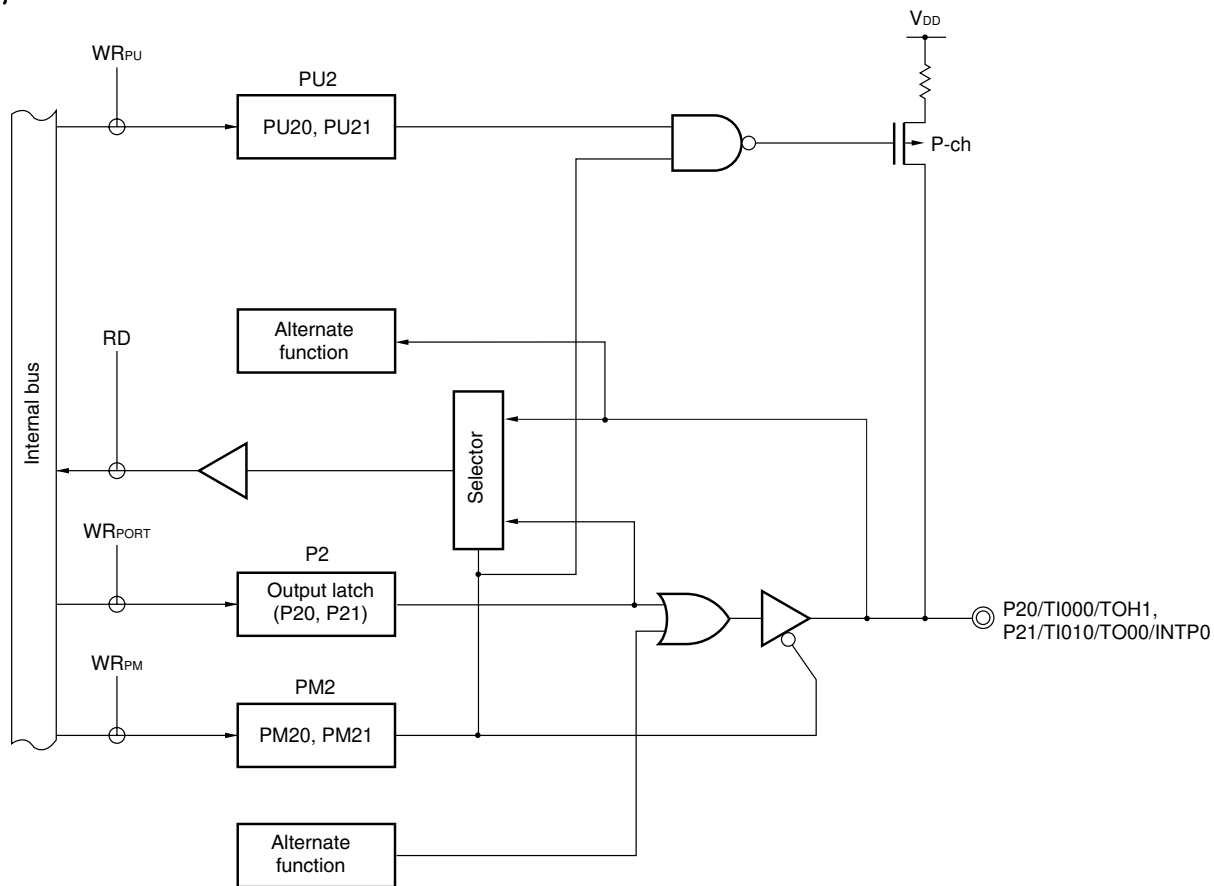 VDD
WRPU
PU2
PU20, PU21
P-ch
Alternate
function
RD
Internal bus
Selector
WRPORT
P2
Output latch
(P20, P21)
P20/TI000/TOH1,
P21/TI010/TO00/INTP0
WRPM
PM2
PM20, PM21
Alternate
function